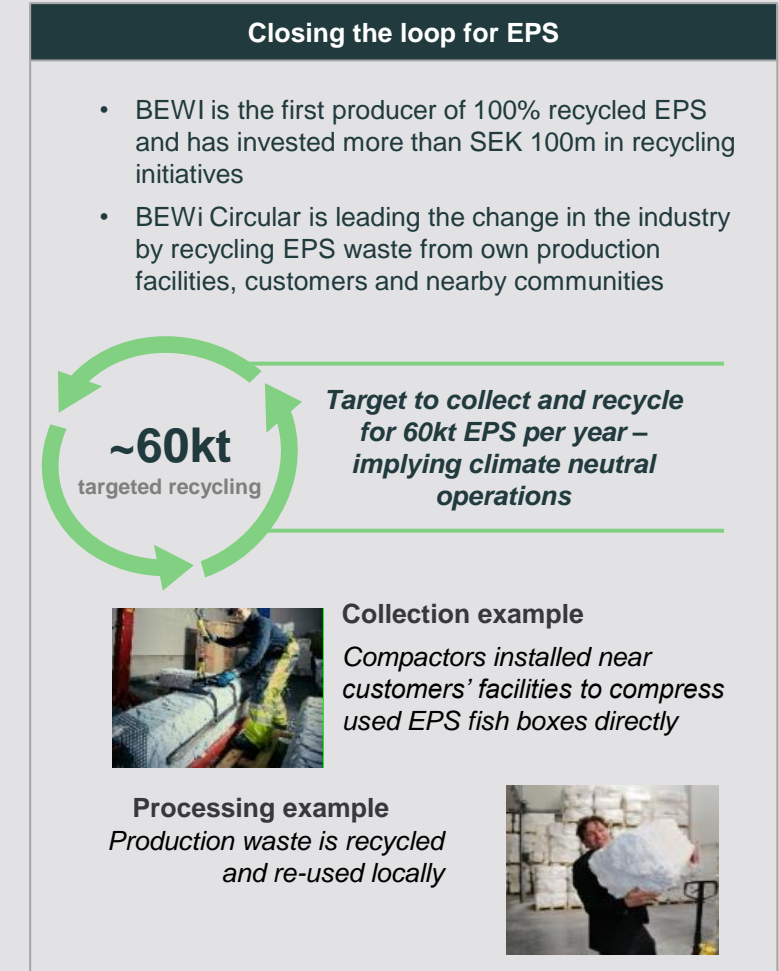 Closing the loop for EPS
• BEWI is the first producer of 100% recycled EPS
and has invested more than SEK 100m in recycling
initiatives
• BEWi Circular is leading the change in the industry
by recycling EPS waste from own production
facilities, customers and nearby communities
~60kt
targeted recycling
Target to collect and recycle
for 60kt EPS per year –
implying climate neutral
operations
Collection example
Compactors installed near
customers’ facilities to compress
used EPS fish boxes directly
Processing example
Production waste is recycled
and re-used locally